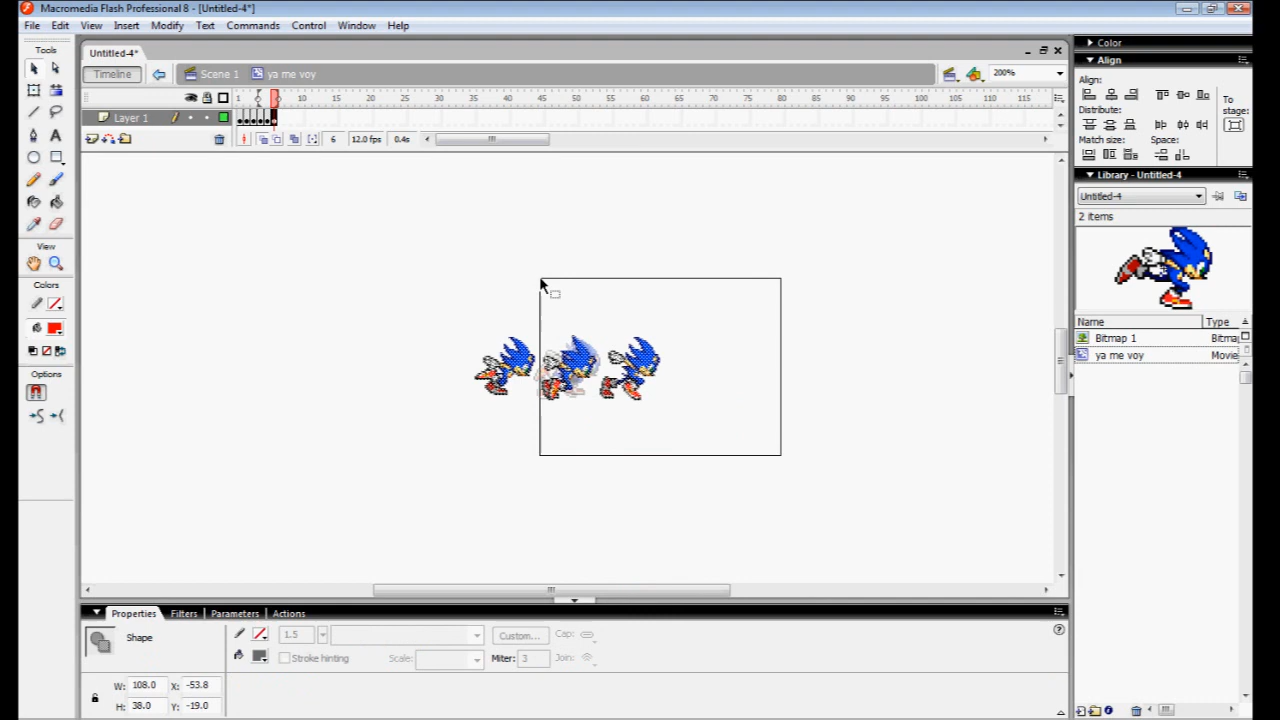 Macromedia Flash Professional 8 - [Untitled-4*]
File Edit View Insert Modify Text Commands Control Window Help
Tools
Untitled-4*
Color
Timeline Scene 1 ya me voy 200%
Align
Align:
To stage:
1 5 10 15 20 25 30 35 40 45 50 55 60 65 70 75 80 85 90 95 100 105 110 115
Layer 1
Distribute:
6 12.0 fps 0.4s
Match size: Space:
Library - Untitled-4
Untitled-4
2 items
View
Colors
Options
Name Type
Bitmap 1 Bitma
ya me voy Movie
Properties Filters Parameters Actions
Shape
1.5 Custom... Cap:
Stroke hinting Scale: Miter: 3 Join:
W: 108.0 X: -53.8
H: 38.0 Y: -19.0